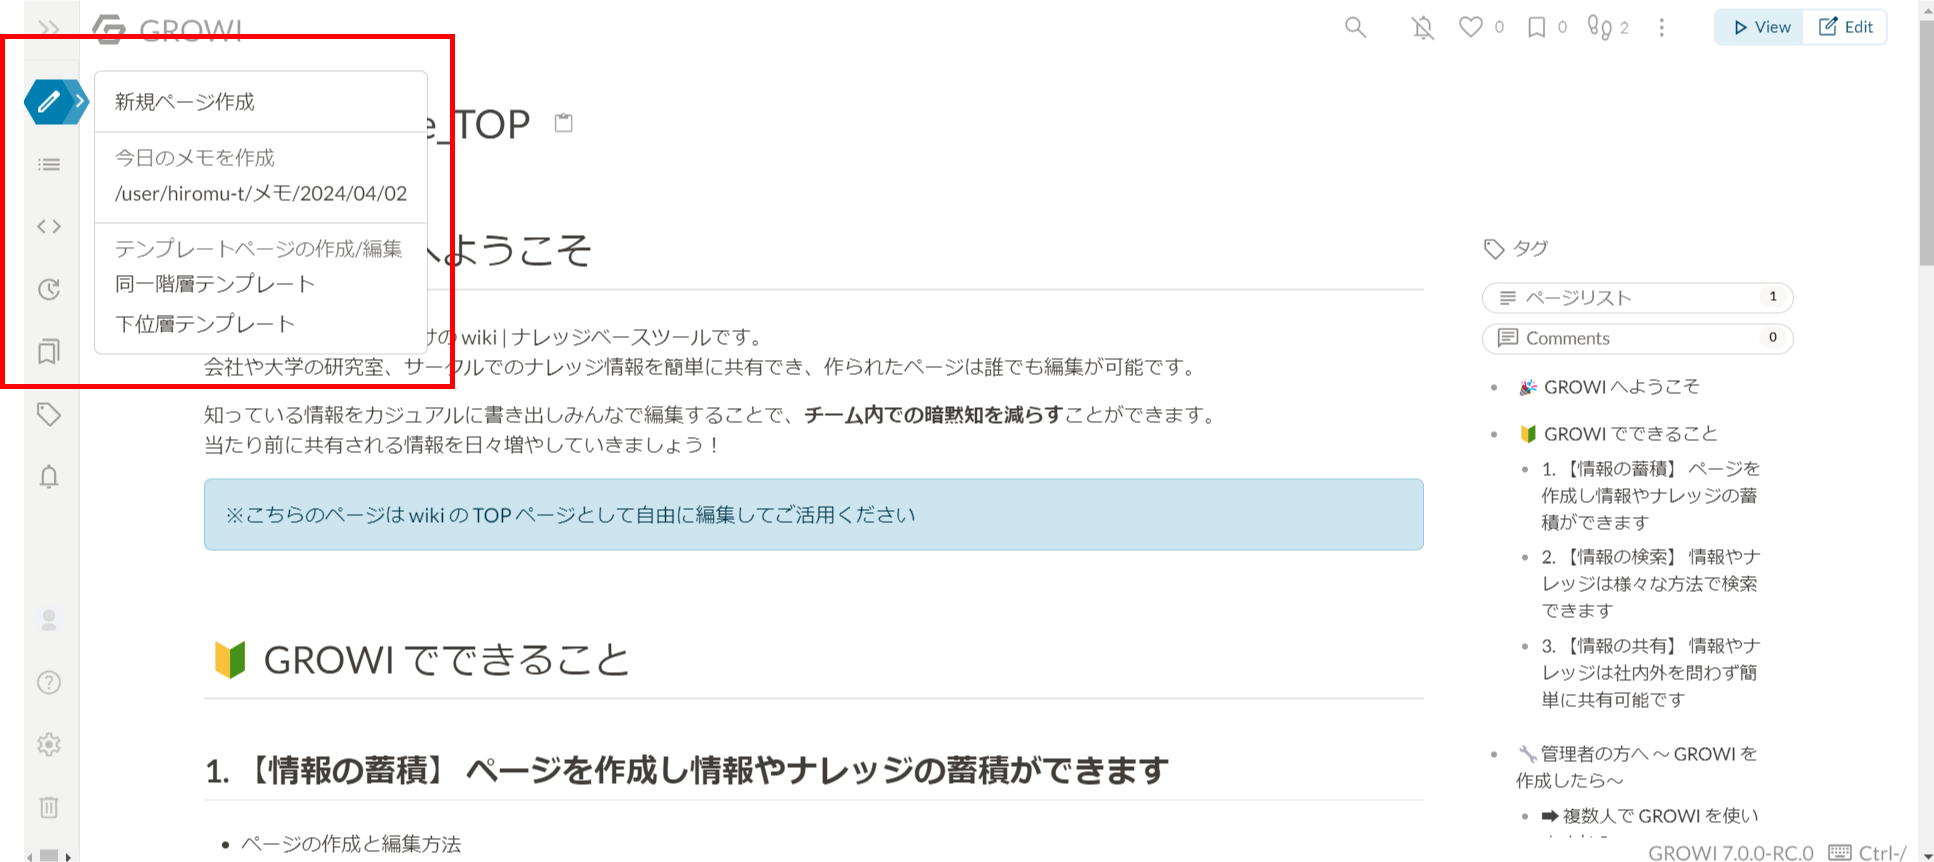 GROWI
0
0
2
View
Edit
新規ページ作成
今日のメモを作成
/user/hiromu-t/メモ/2024/04/02
テンプレートページの作成/編集
同一階層テンプレート
下位層テンプレート
e_TOP
へようこそ
けの wiki | ナレッジベースツールです。
会社や大学の研究室、サークルでのナレッジ情報を簡単に共有でき、作られたページは誰でも編集が可能です。
知っている情報をカジュアルに書き出しみんなで編集することで、チーム内での暗黙知を減らすことができます。
当たり前に共有される情報を日々増やしていきましょう！
※こちらのページは wiki の TOP ページとして自由に編集してご活用ください
GROWI でできること
1. 【情報の蓄積】 ページを作成し情報やナレッジの蓄積ができます
• ページの作成と編集方法
タグ
ページリスト 1
Comments 0
• 🎉 GROWI へようこそ
• 🔰 GROWI でできること
• 1. 【情報の蓄積】 ページを
作成し情報やナレッジの蓄
積ができます
• 2. 【情報の検索】 情報やナ
レッジは様々な方法で検索
できます
• 3. 【情報の共有】 情報やナ
レッジは社内外を問わず簡
単に共有可能です
• 🔧管理者の方へ 〜 GROWI を
作成したら〜
• ➡ 複数人で GROWI を使い
GROWI 7.0.0-RC.0
Ctrl-/